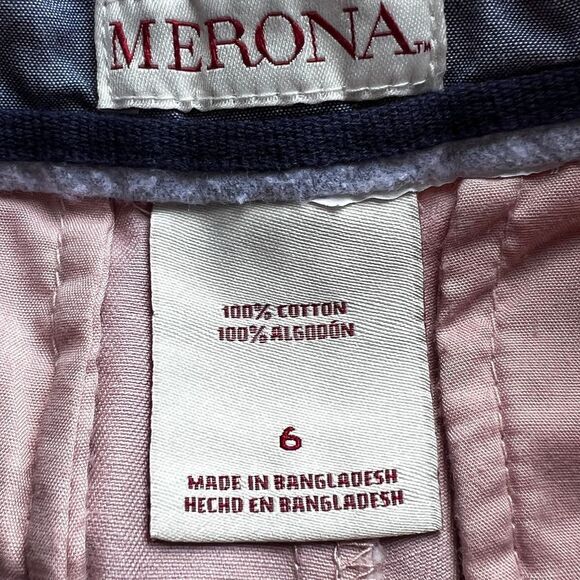 MERONA™
100% COTTON
100% ALGODÓN
6
MADE IN BANGLADESH
HECHO EN BANGLADESH